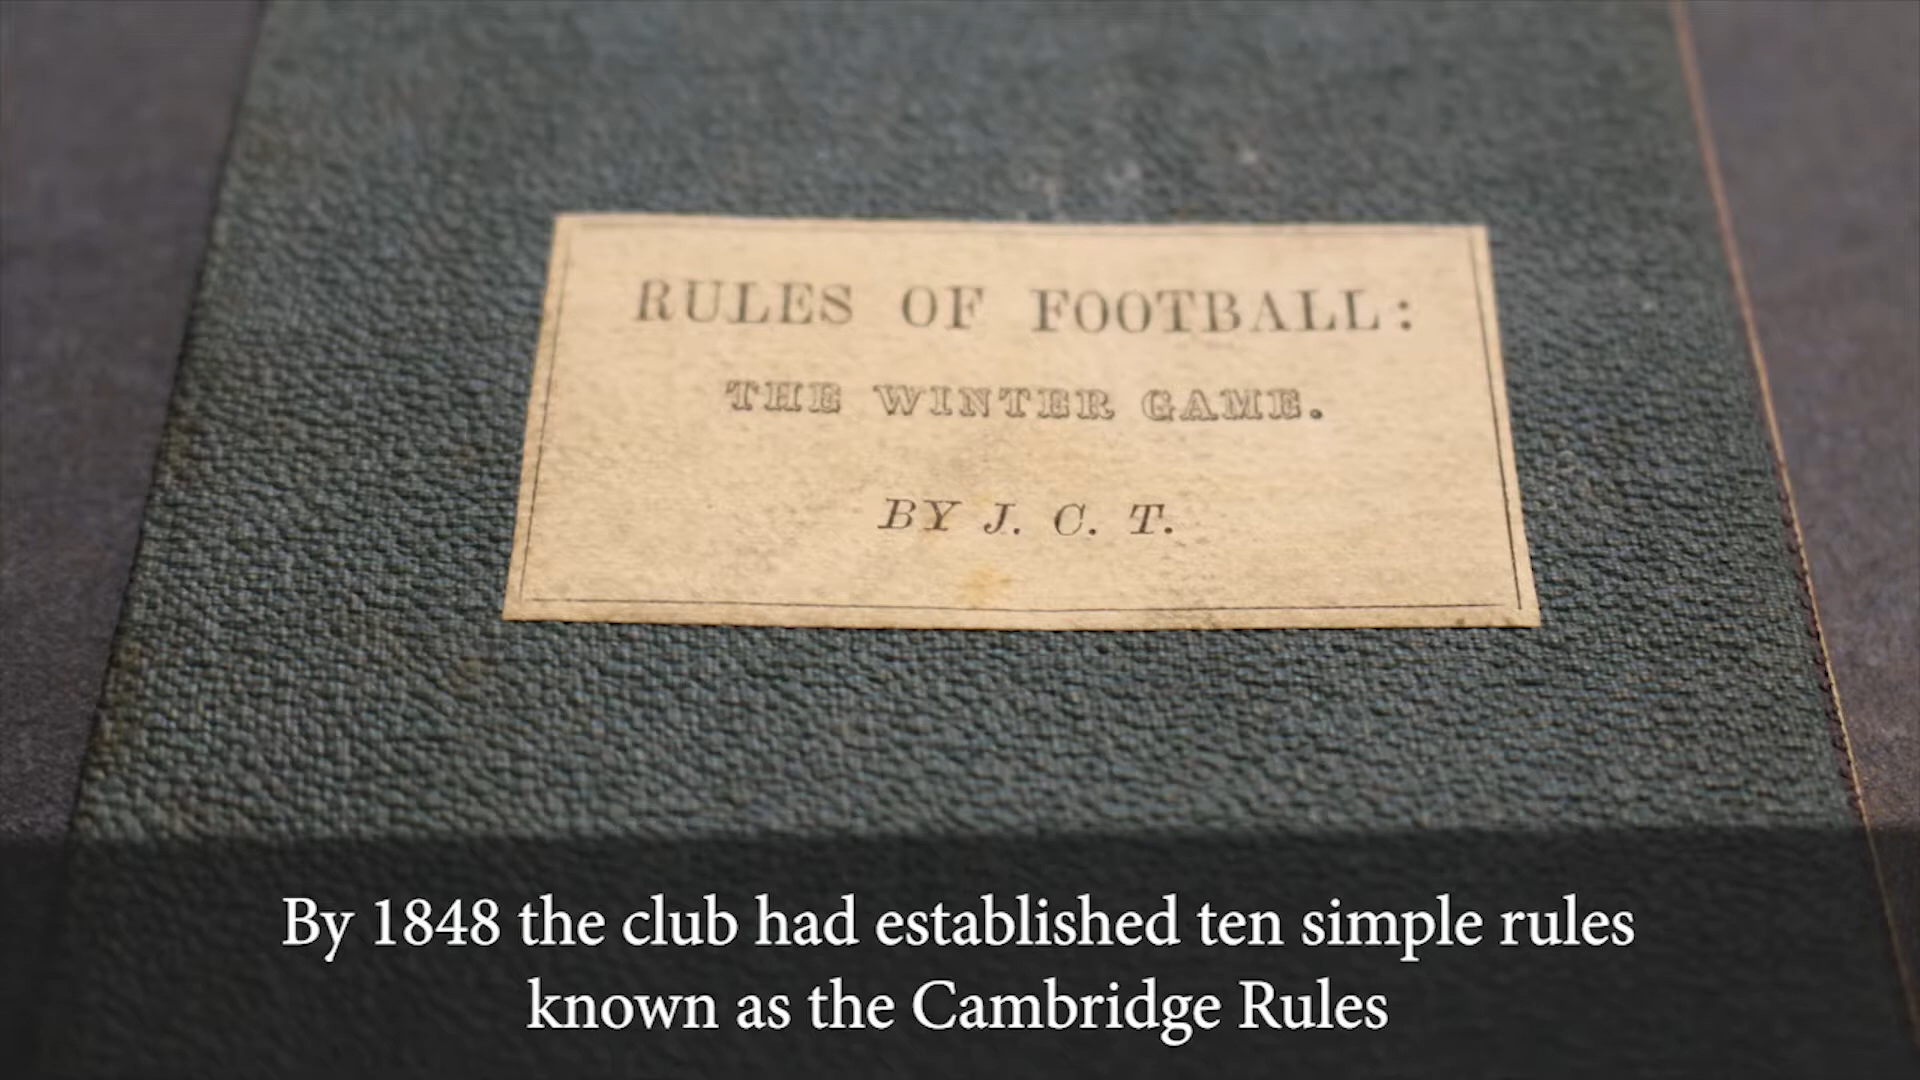 RULES OF FOOTBALL:
THE WINTER GAME.
BY J. C. T.
By 1848 the club had established ten simple rules
known as the Cambridge Rules